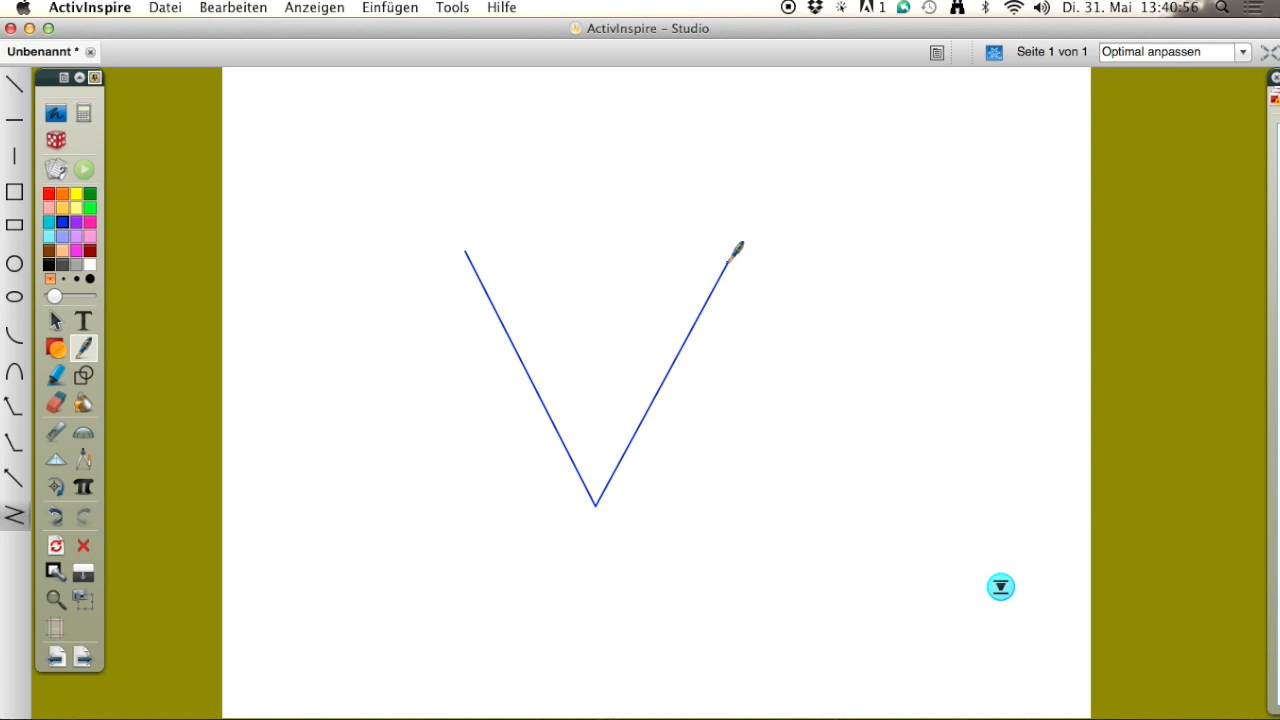 ActivInspire Datei Bearbeiten Anzeigen Einfügen Tools Hilfe 1 Di. 31. Mai 13:40:56
ActivInspire – Studio
Unbenannt * Seite 1 von 1 Optimal anpassen
T